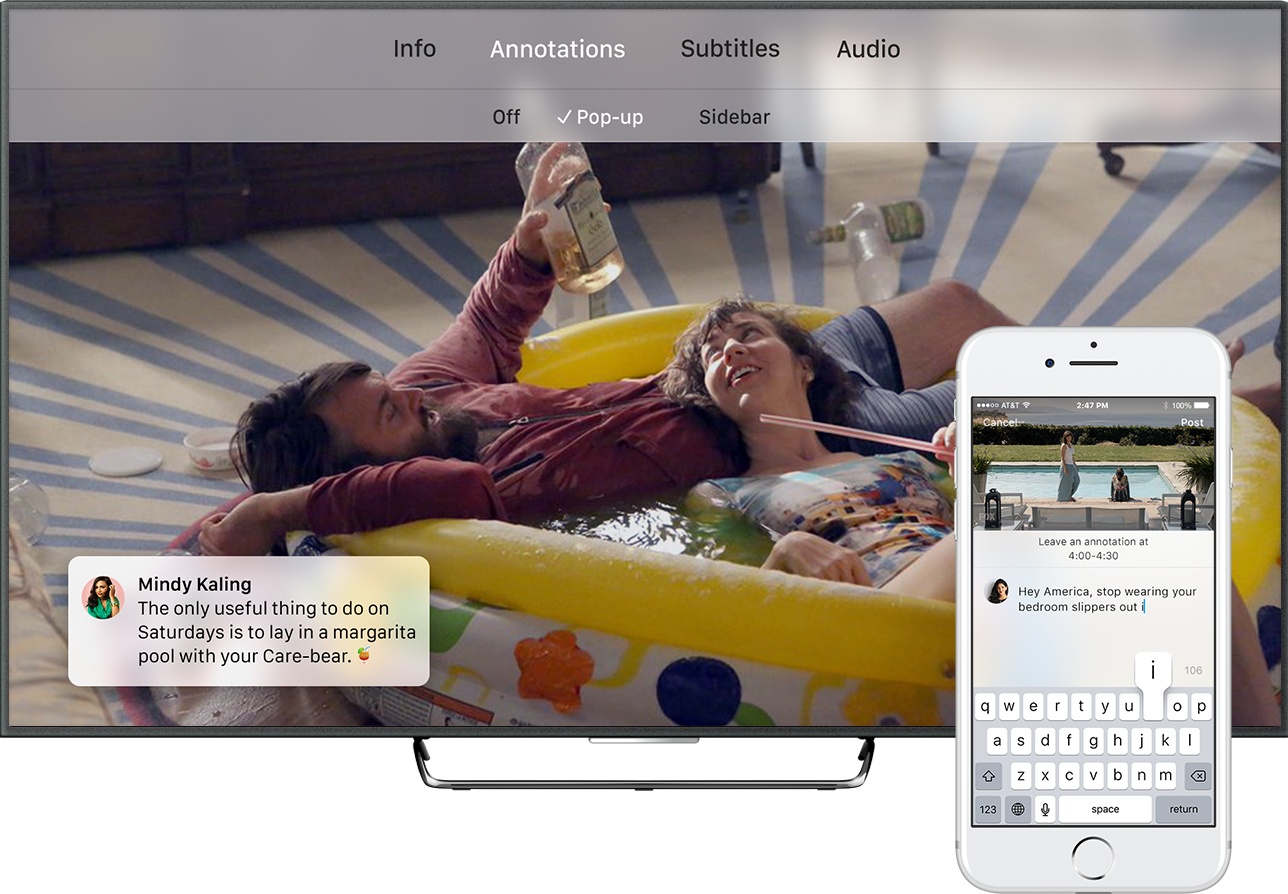 Info Annotations Subtitles Audio
Off ✓ Pop-up Sidebar
Mindy Kaling
The only useful thing to do on
Saturdays is to lay in a margarita
pool with your Care-bear. 🍹
AT&T 2:47 PM 100%
Cancel Post
Leave an annotation at
4:00-4:30
Hey America, stop wearing your
bedroom slippers out i
i 106
q w e r t y u o p
a s d f g h j k l
z x c v b n m
123 space return